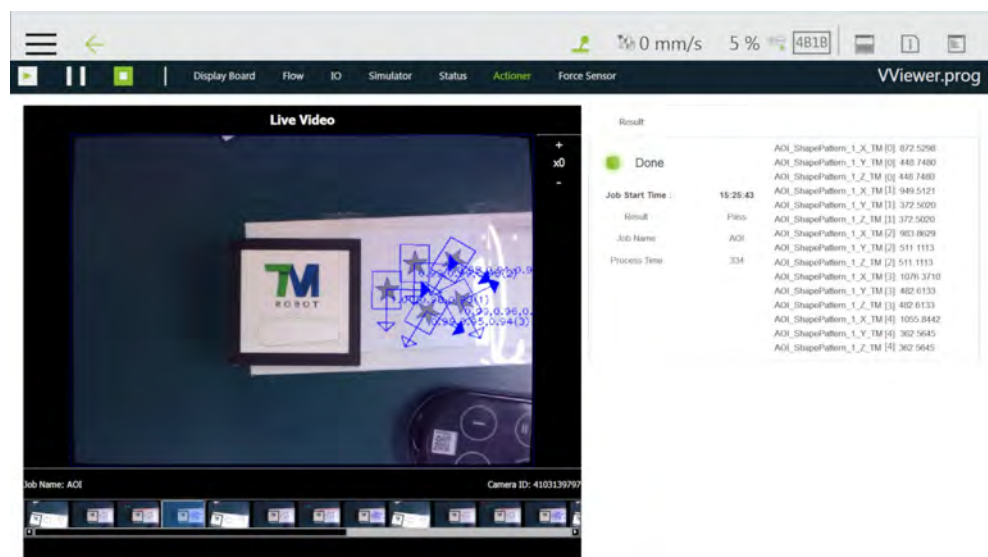 0 mm/s 5 % 4B1B
Display Board Flow IO Simulator Status Actioner Force Sensor VViewer.prog
Live Video
+
x0
-
TM
ROBOT
Job Name: AOI Camera ID: 4103139797
Result
Done
Job Start Time : 15:25:43
Result Pass
Job Name AOI
Process Time 334
AOI_ShapePattern_1_X_TM [0] 872.5298
AOI_ShapePattern_1_Y_TM [0] 448.7480
AOI_ShapePattern_1_Z_TM [0] 448.7480
AOI_ShapePattern_1_X_TM [1] 949.5121
AOI_ShapePattern_1_Y_TM [1] 372.5020
AOI_ShapePattern_1_Z_TM [1] 372.5020
AOI_ShapePattern_1_X_TM [2] 983.8629
AOI_ShapePattern_1_Y_TM [2] 511.1113
AOI_ShapePattern_1_Z_TM [2] 511.1113
AOI_ShapePattern_1_X_TM [3] 1076.3710
AOI_ShapePattern_1_Y_TM [3] 482.6133
AOI_ShapePattern_1_Z_TM [3] 482.6133
AOI_ShapePattern_1_X_TM [4] 1055.8442
AOI_ShapePattern_1_Y_TM [4] 362.5645
AOI_ShapePattern_1_Z_TM [4] 362.5645